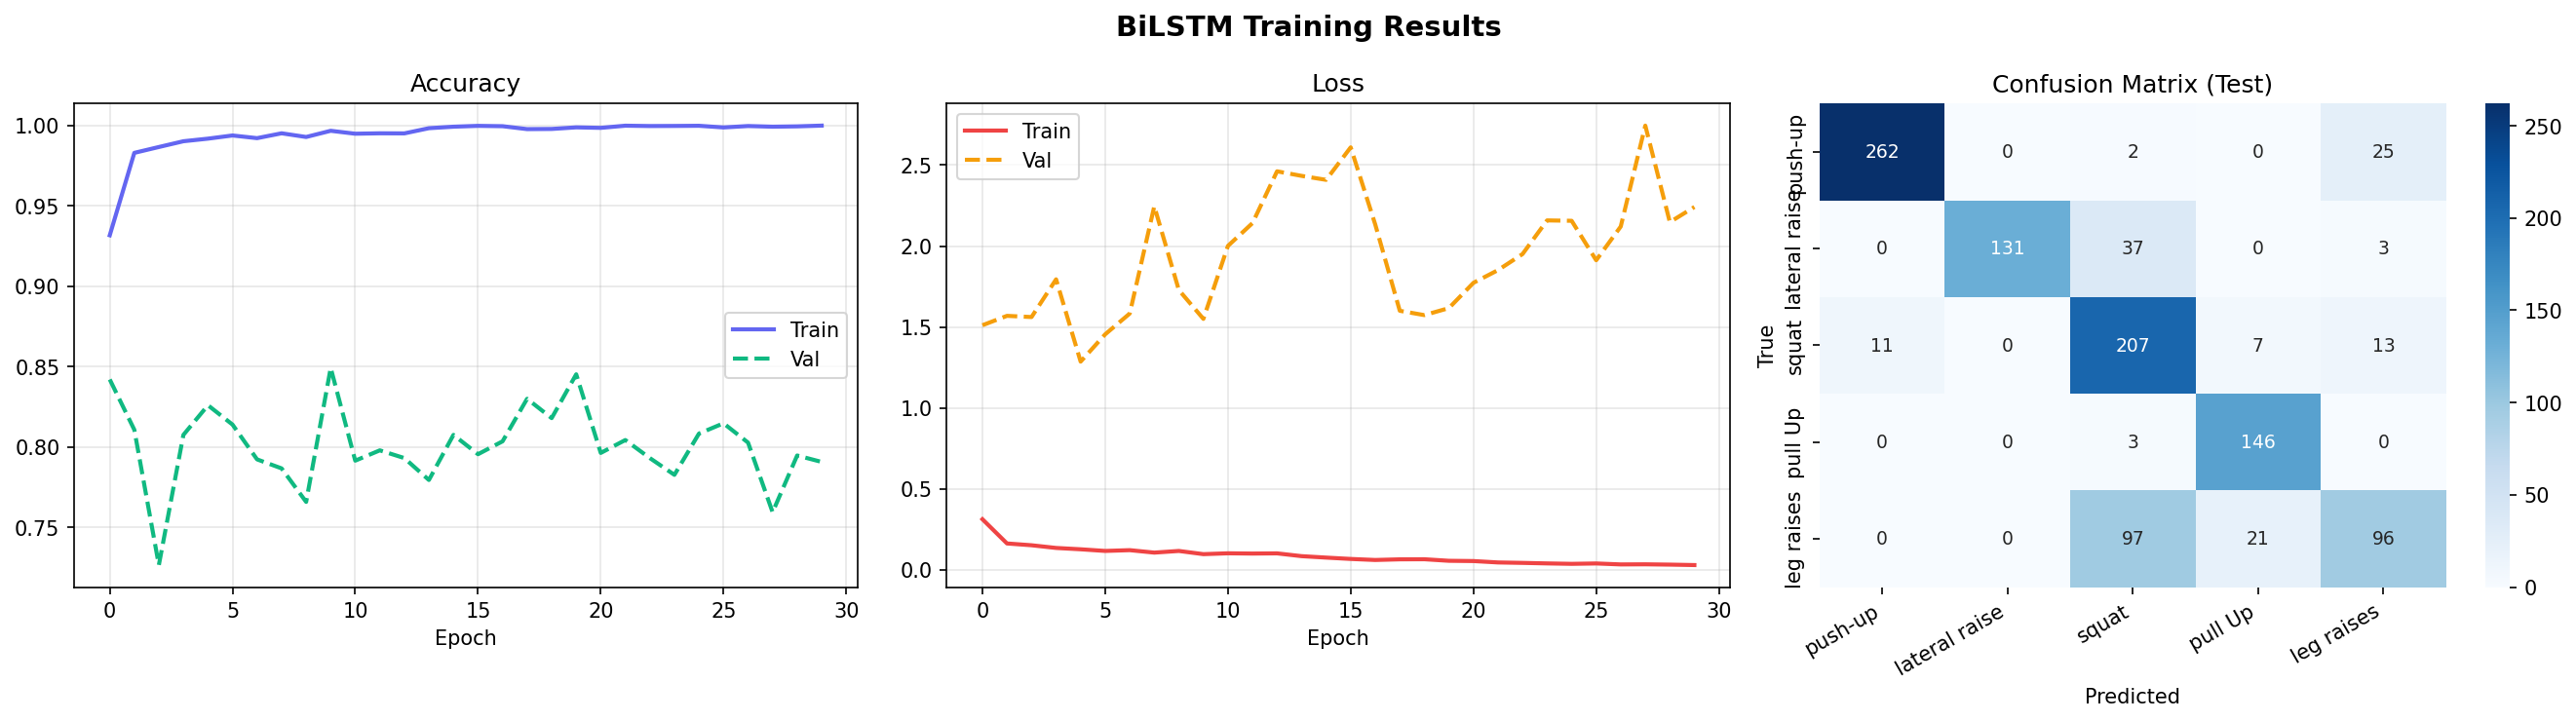 BiLSTM Training Results
Accuracy
1.00
0.95
0.90
0.85
0.80
0.75
Train
Val
0 5 10 15 20 25 30
Epoch
Loss
Train
Val
2.5
2.0
1.5
1.0
0.5
0.0
0 5 10 15 20 25 30
Epoch
Confusion Matrix (Test)
True
push-up
lateral raise
squat
pull Up
leg raises
262 0 2 0 25
0 131 37 0 3
11 0 207 7 13
0 0 3 146 0
0 0 97 21 96
push-up
lateral raise
squat
pull Up
leg raises
Predicted
250
200
150
100
50
0